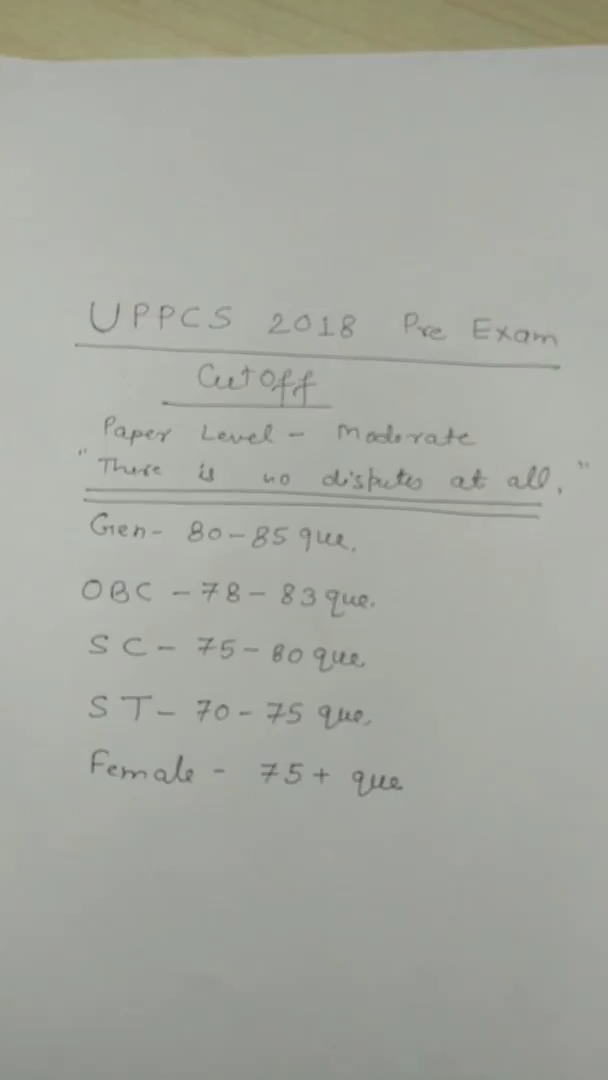 UPPCS 2018 Pre Exam
CutOff
Paper Level - Moderate
"There is no disputes at all."
Gen- 80-85 que.
OBC - 78 - 83 que.
SC - 75 - 80 que
ST - 70 - 75 que.
Female - 75+ que